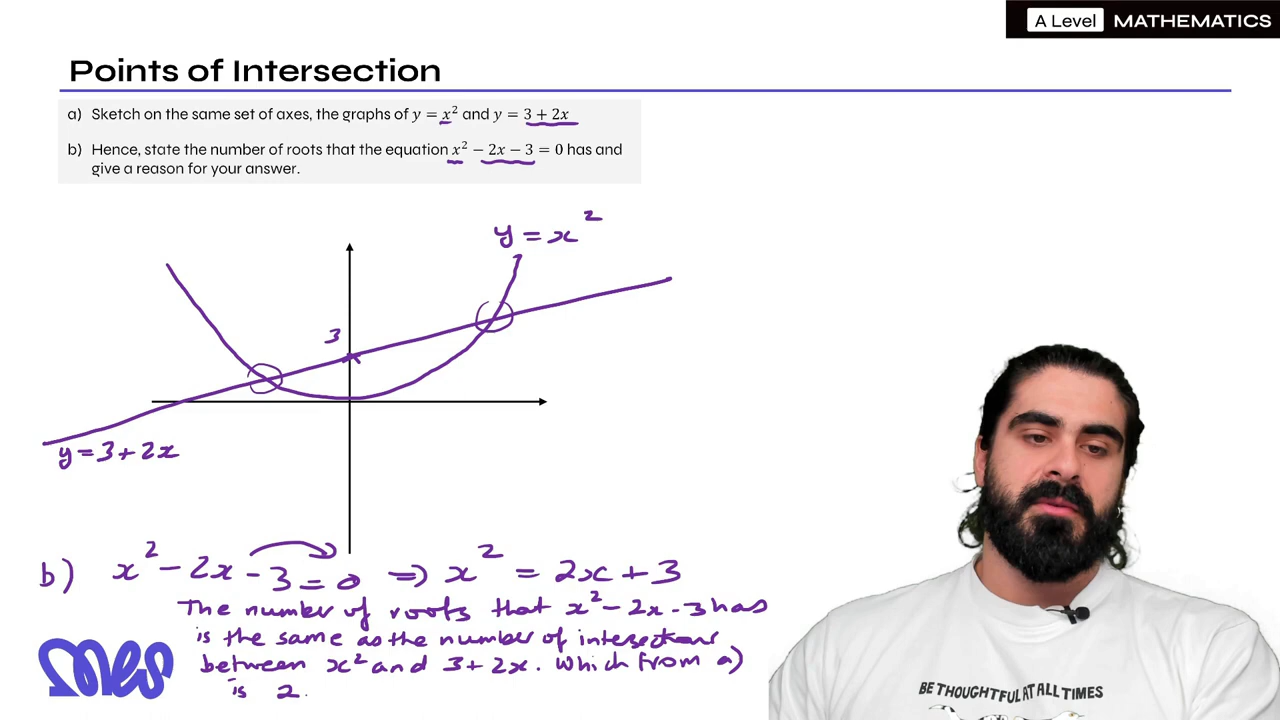 A Level MATHEMATICS
Points of Intersection
a) Sketch on the same set of axes, the graphs of y = x² and y = 3 + 2x
b) Hence, state the number of roots that the equation x² − 2x − 3 = 0 has and
give a reason for your answer.
y = x²
3
y = 3 + 2x
b) x² − 2x − 3 = 0 ⇒ x² = 2x + 3
The number of roots that x² − 2x − 3 has
is the same as the number of intersections
between x² and 3 + 2x. Which from a)
is 2.
BE THOUGHTFUL AT ALL TIMES